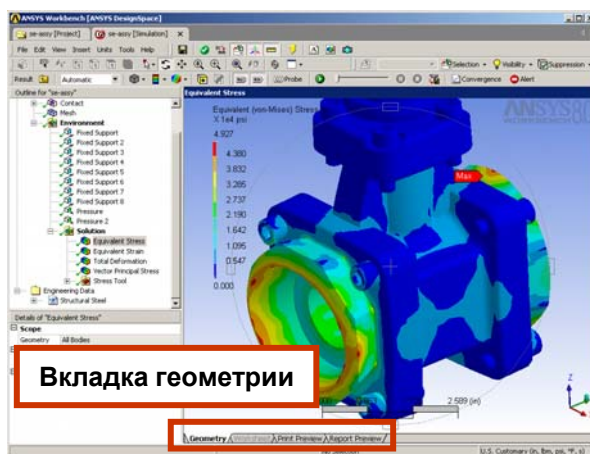 ANSYS Workbench [ANSYS DesignSpace]
se-assy [Project]
se-assy [Simulation]
File Edit View Insert Units Tools Help
Selection
Visibility
Suppression
Result
Automatic
Probe
Convergence
Alert
Outline for "se-assy"
Contact
Mesh
Environment
Fixed Support
Fixed Support 2
Fixed Support 3
Fixed Support 4
Fixed Support 5
Fixed Support 6
Fixed Support 7
Fixed Support 8
Pressure
Pressure 2
Solution
Equivalent Stress
Equivalent Strain
Total Deformation
Vector Principal Stress
Stress Tool
Engineering Data
Structural Steel
Details of "Equivalent Stress"
Scope
Geometry All Bodies
Equivalent Stress
Equivalent (von-Mises) Stress
X 1e4 psi
4.927
4.380
3.832
3.285
2.737
2.190
1.642
1.095
0.547
0.000
ANSYS
Max
2.589 (in)
Z
Вкладка геометрии
Geometry Worksheet Print Preview Report Preview
U.S. Customary (in, lbm, psi, °F, s)